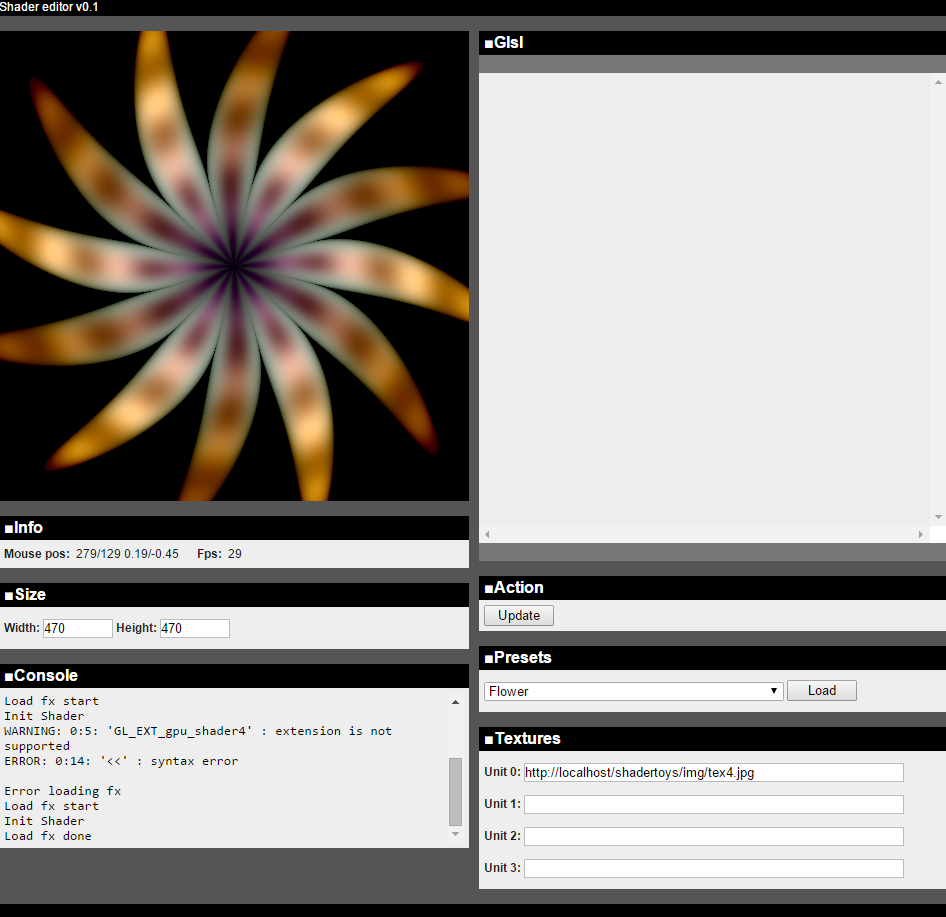 Shader editor v0.1
■Glsl
■Info
Mouse pos: 279/129 0.19/-0.45 Fps: 29
■Size
Width: 470 Height: 470
■Console
Load fx start
Init Shader
WARNING: 0:5: 'GL_EXT_gpu_shader4' : extension is not
supported
ERROR: 0:14: '<<' : syntax error
Error loading fx
Load fx start
Init Shader
Load fx done
■Action
Update
■Presets
Flower Load
■Textures
Unit 0: http://localhost/shadertoys/img/tex4.jpg
Unit 1:
Unit 2:
Unit 3: